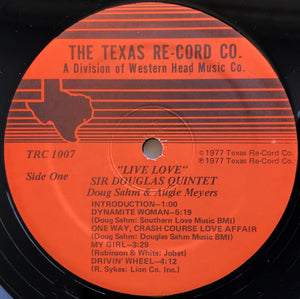 THE TEXAS RE-CORD CO.
A Division of Western Head Music Co.
TRC 1007
Side One
©1977 Texas Re-Cord Co.
℗1977 Texas Re-Cord Co.
"LIVE LOVE"
SIR DOUGLAS QUINTET
Doug Sahm & Augie Meyers
INTRODUCTION-1:00
DYNAMITE WOMAN-5:19
(Doug Sahm: Southern Love Music BMI)
ONE WAY, CRASH COURSE LOVE AFFAIR
(Doug Sahm: Douglas Sahm Music BMI)
MY GIRL-3:29
(Robinson & White: Jobat)
DRIVIN' WHEEL-4:12
(R. Sykes: Lion Co. Inc.)